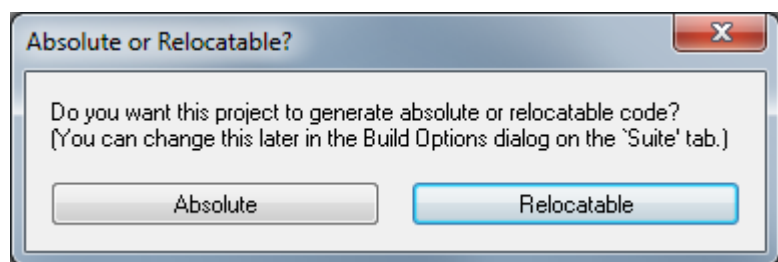 Absolute or Relocatable?
Do you want this project to generate absolute or relocatable code?
(You can change this later in the Build Options dialog on the `Suite' tab.)
Absolute
Relocatable